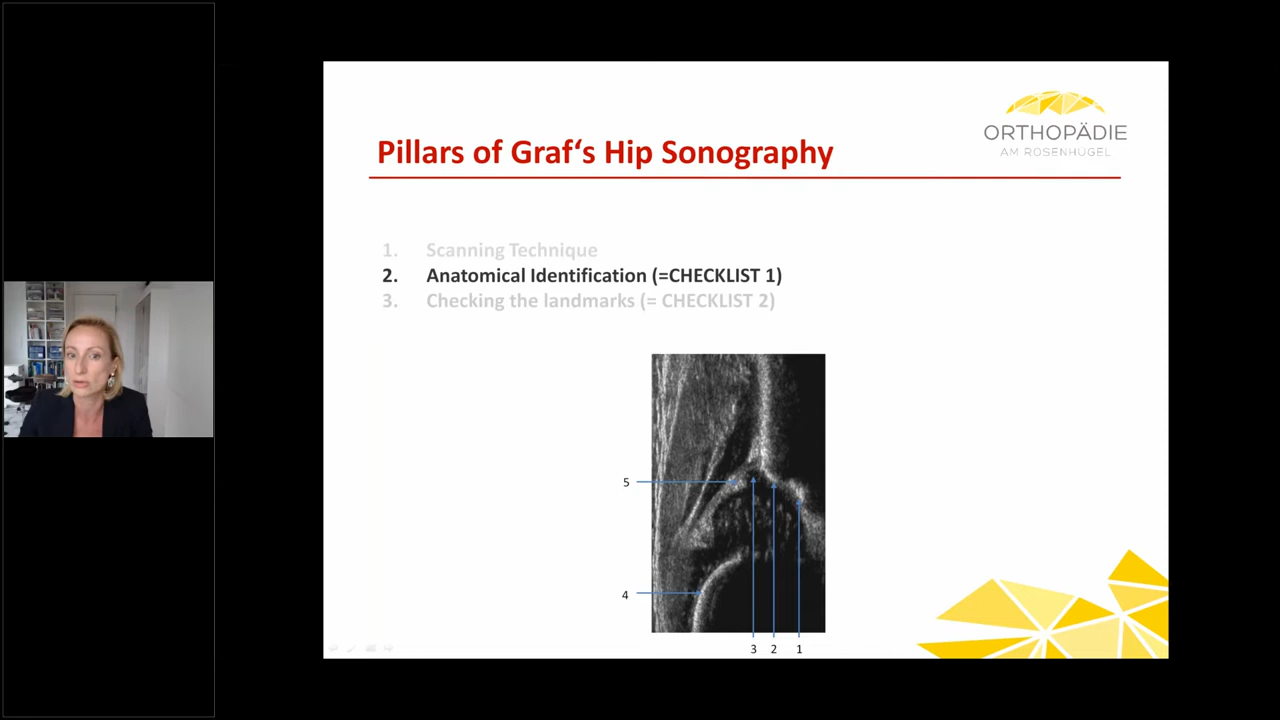 ORTHOPÄDIE
AM ROSENHÜGEL
Pillars of Graf‘s Hip Sonography
1. Scanning Technique
2. Anatomical Identification (=CHECKLIST 1)
3. Checking the landmarks (= CHECKLIST 2)
5
4
3 2 1